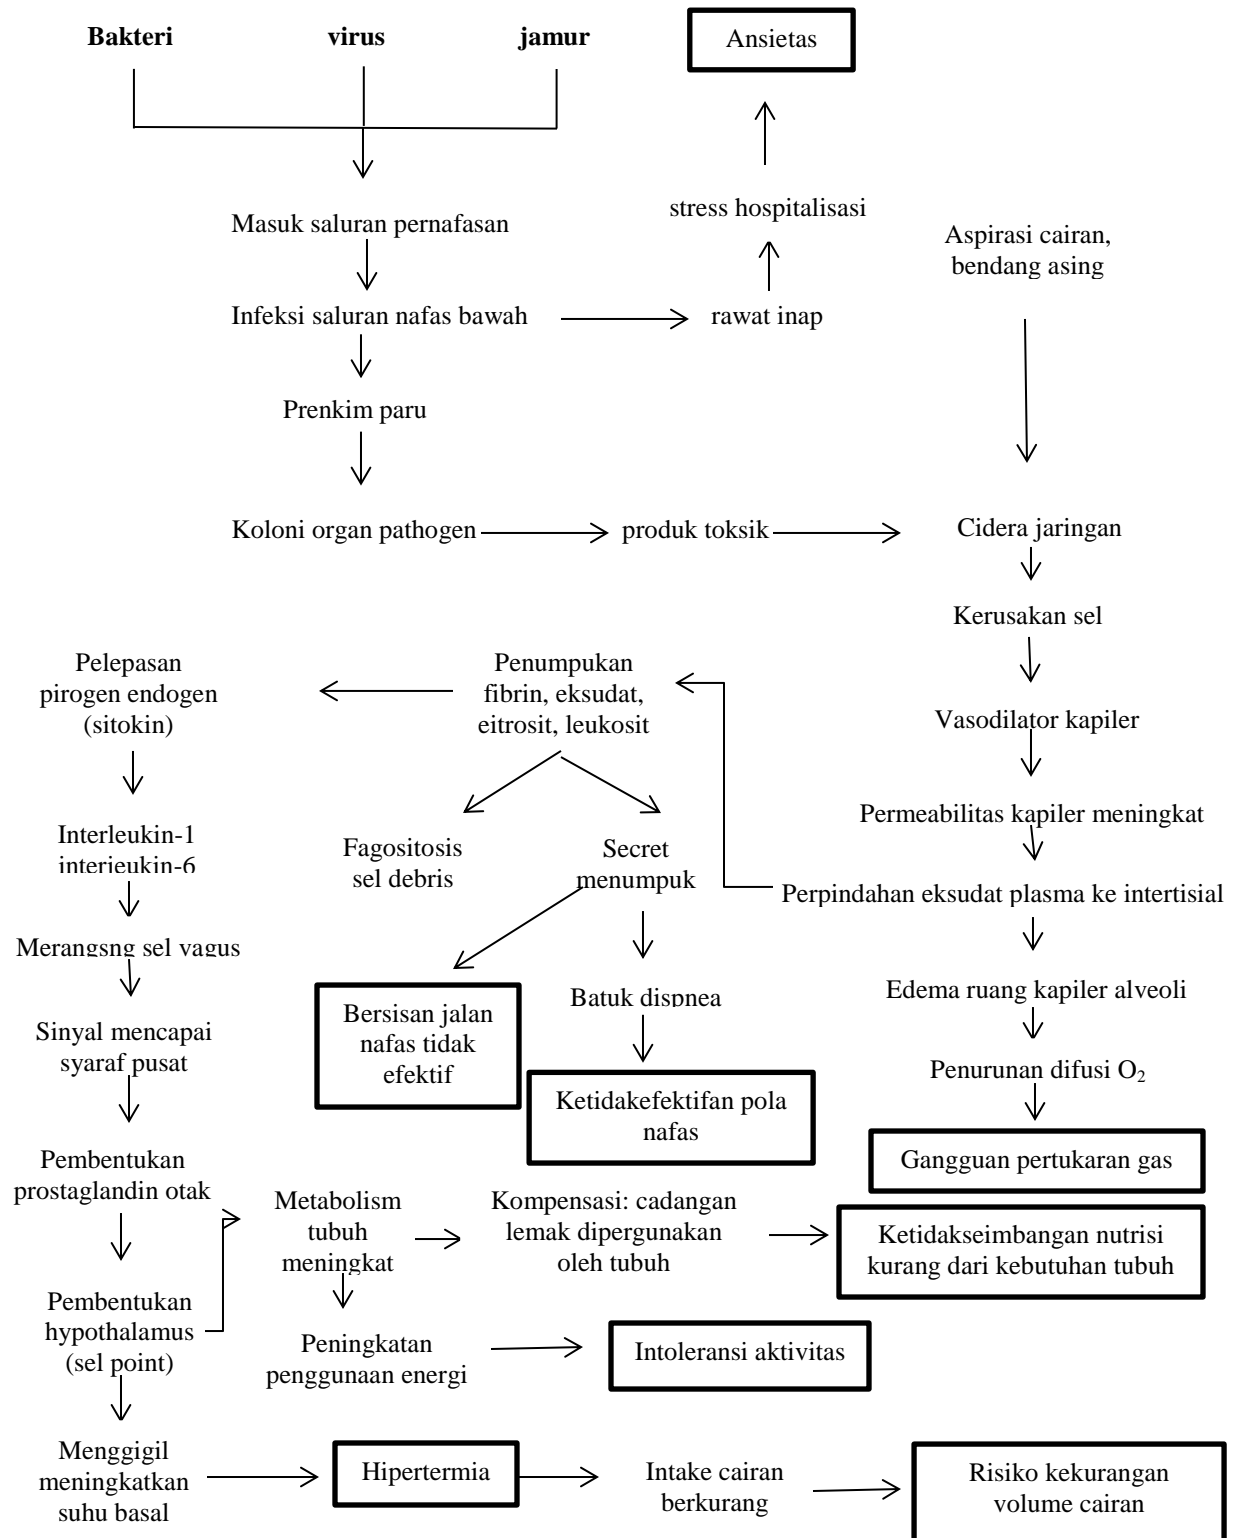 Bakteri
virus
jamur
Ansietas
stress hospitalisasi
Masuk saluran pernafasan
Aspirasi cairan,
bendang asing
Infeksi saluran nafas bawah
rawat inap
Prenkim paru
Koloni organ pathogen
produk toksik
Cidera jaringan
Kerusakan sel
Pelepasan
pirogen endogen
(sitokin)
Penumpukan
fibrin, eksudat,
eitrosit, leukosit
Vasodilator kapiler
Permeabilitas kapiler meningkat
Interleukin-1
interieukin-6
Fagositosis
sel debris
Secret
menumpuk
Perpindahan eksudat plasma ke intertisial
Merangsng sel vagus
Edema ruang kapiler alveoli
Batuk dispnea
Bersisan jalan
nafas tidak
efektif
Sinyal mencapai
syaraf pusat
Penurunan difusi O₂
Ketidakefektifan pola
nafas
Gangguan pertukaran gas
Pembentukan
prostaglandin otak
Metabolism
tubuh
meningkat
Kompensasi: cadangan
lemak dipergunakan
oleh tubuh
Ketidakseimbangan nutrisi
kurang dari kebutuhan tubuh
Pembentukan
hypothalamus
(sel point)
Peningkatan
penggunaan energi
Intoleransi aktivitas
Menggigil
meningkatkan
suhu basal
Hipertermia
Intake cairan
berkurang
Risiko kekurangan
volume cairan